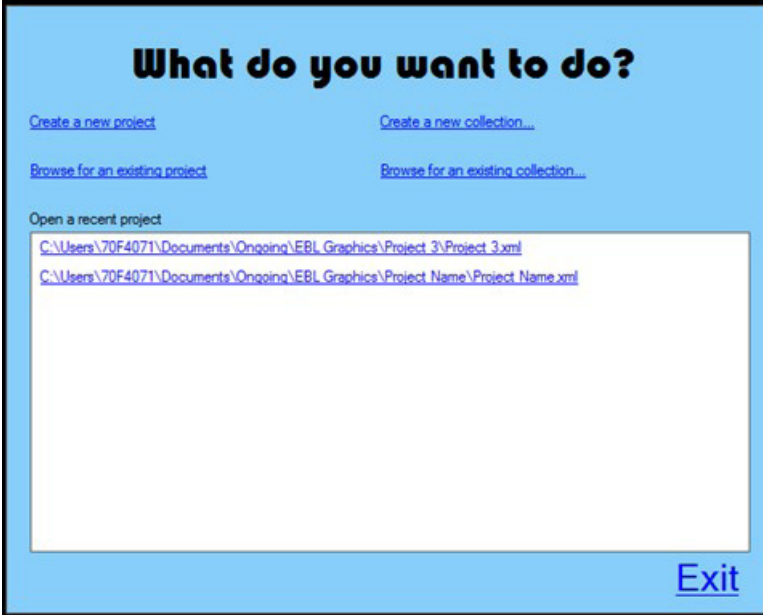 What do you want to do?
Create a new project
Create a new collection...
Browse for an existing project
Browse for an existing collection...
Open a recent project
C:\Users\70F4071\Documents\Ongoing\EBL Graphics\Project 3\Project 3.xml
C:\Users\70F4071\Documents\Ongoing\EBL Graphics\Project Name\Project Name.xml
Exit